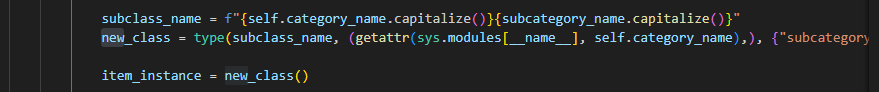 subclass_name = f"{self.category_name.capitalize()}{subcategory_name.capitalize()}"
new_class = type(subclass_name, (getattr(sys.modules[__name__], self.category_name),), {"subcategory
item_instance = new_class()